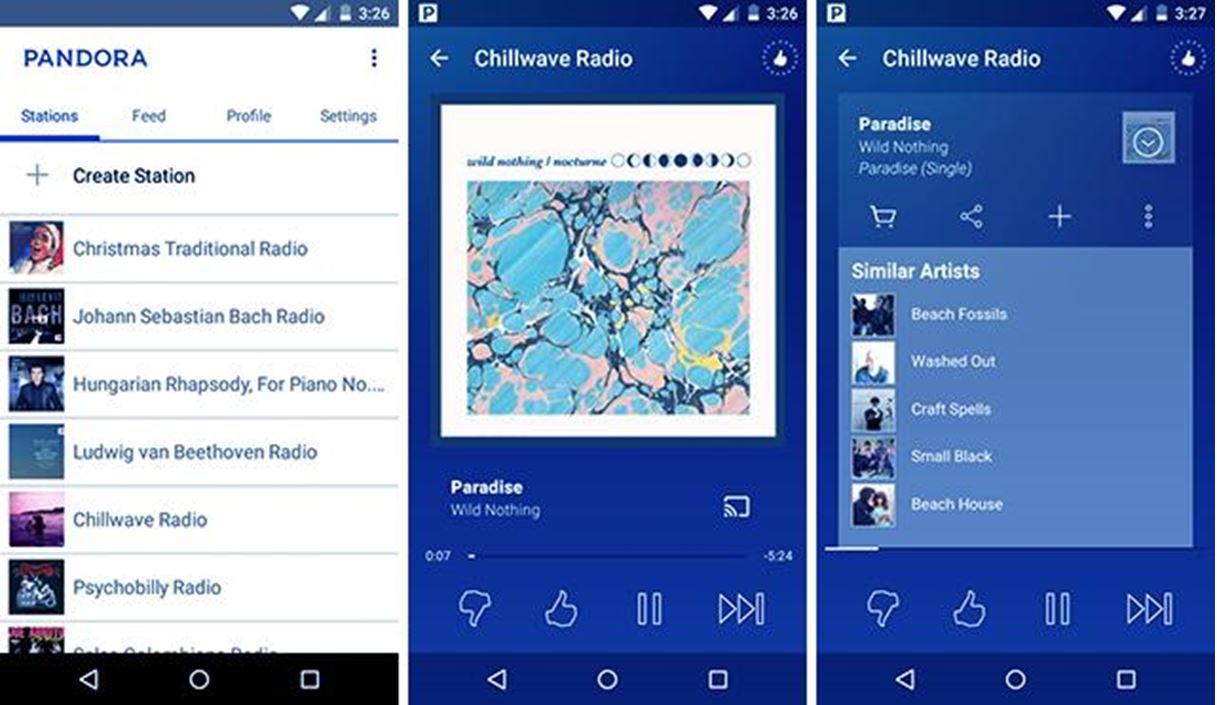 3:26
PANDORA
Stations Feed Profile Settings
Create Station
Christmas Traditional Radio
BACH
Johann Sebastian Bach Radio
Hungarian Rhapsody, For Piano No....
Ludwig van Beethoven Radio
Chillwave Radio
Psychobilly Radio
Radio
P 3:26
Chillwave Radio
wild nothing / nocturne
Paradise
Wild Nothing
0:07 -5:24
P 3:27
Chillwave Radio
Paradise
Wild Nothing
Paradise (Single)
Similar Artists
Beach Fossils
Washed Out
Craft Spells
Small Black
Beach House